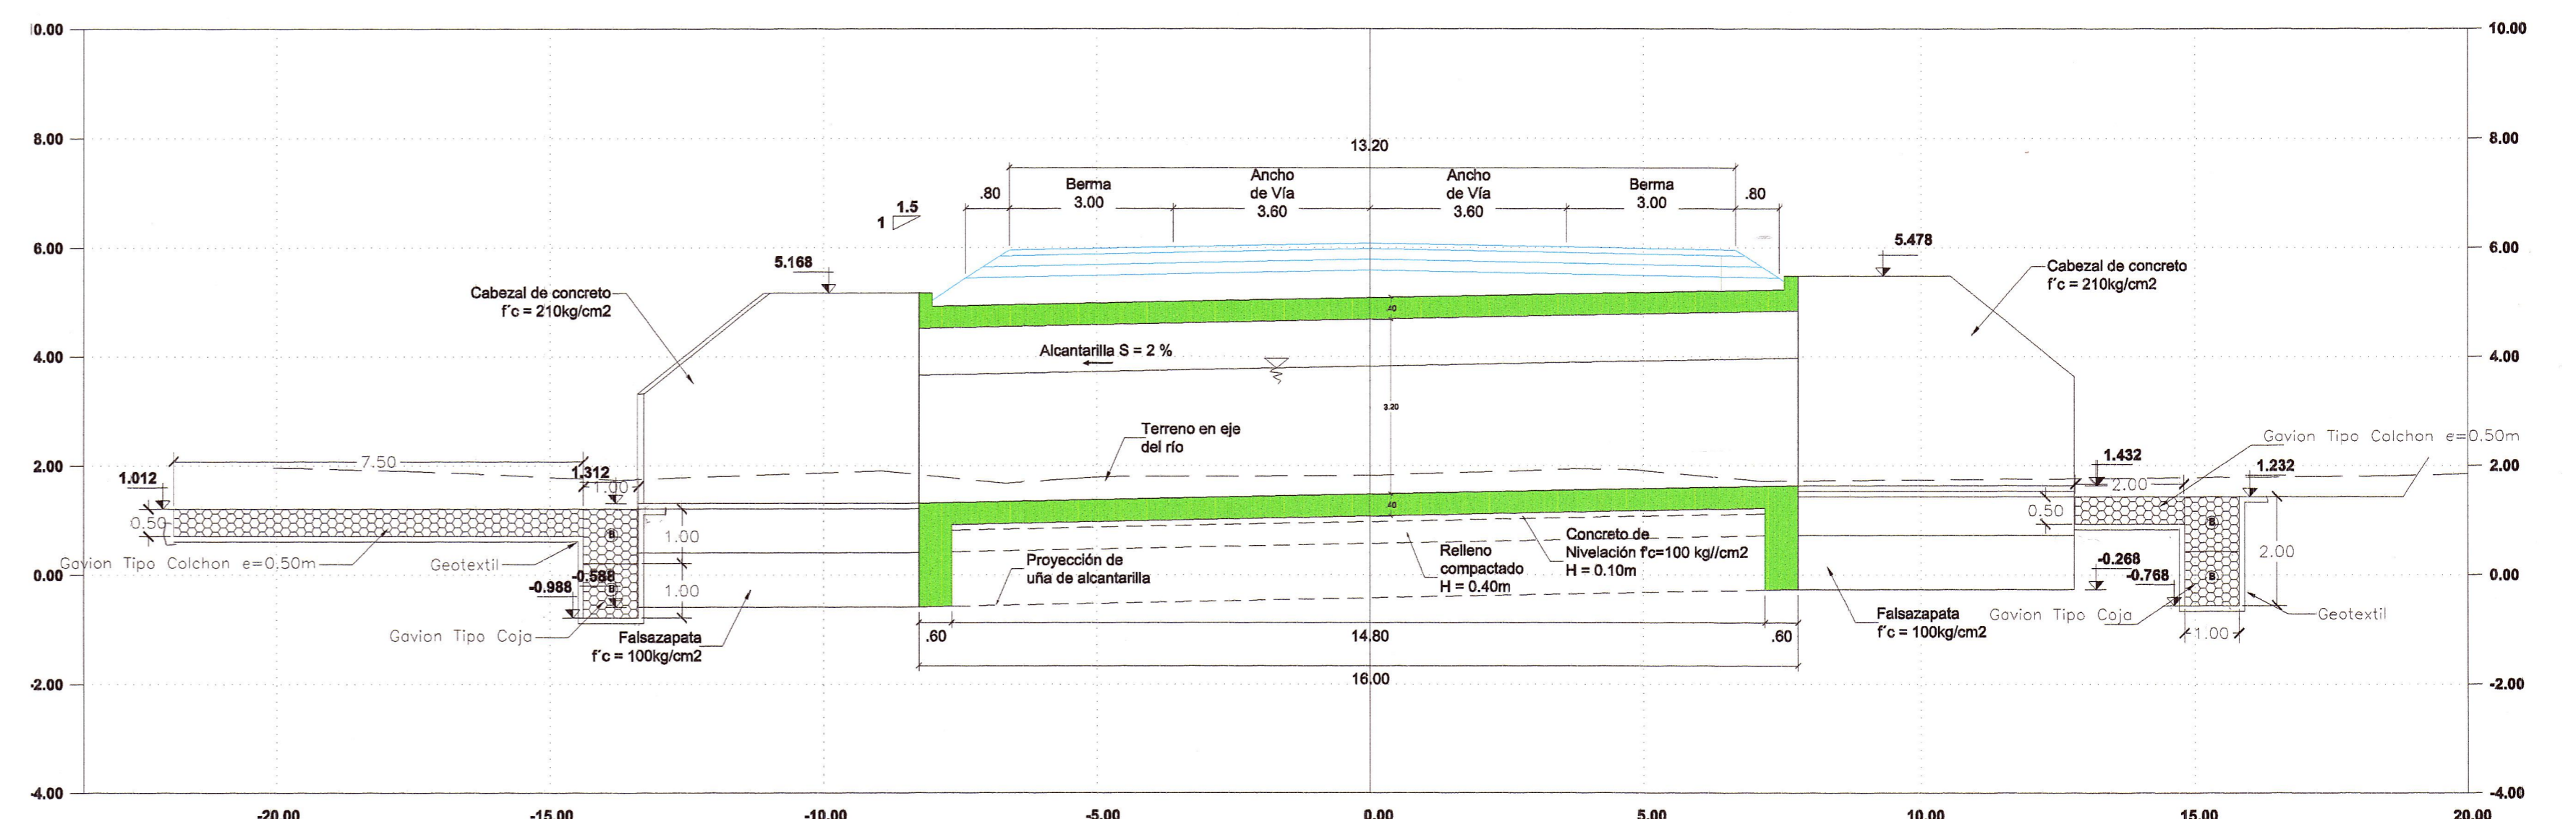 10.00
10.00
8.00
8.00
13.20
.80
Berma
3.00
Ancho
de Vía
3.60
Ancho
de Vía
3.60
Berma
3.00
.80
1.5
1
6.00
6.00
5.168
5.478
Cabezal de concreto
f´c = 210kg/cm2
Cabezal de concreto
f´c = 210kg/cm2
.40
4.00
4.00
Alcantarilla S = 2 %
3.20
Terreno en eje
del río
Gavion Tipo Colchon e=0.50m
2.00
2.00
7.50
1.012
1.312
1.00
1.432
1.232
2.00
.40
0.50
0.50
1.00
Gavion Tipo Colchon e=0.50m
Geotextil
B
B
Proyección de
uña de alcantarilla
Relleno
compactado
H = 0.40m
Concreto de
Nivelación f'c=100 kg//cm2
H = 0.10m
B
B
2.00
0.00
0.00
-0.588
-0.988
1.00
-0.268
-0.768
Gavion Tipo Coja
Falsazapata
f´c = 100kg/cm2
.60
14.80
.60
Falsazapata
f´c = 100kg/cm2
Gavion Tipo Coja
Geotextil
1.00
16.00
-2.00
-2.00
-4.00
-4.00
-20.00
-15.00
-10.00
-5.00
0.00
5.00
10.00
15.00
20.00